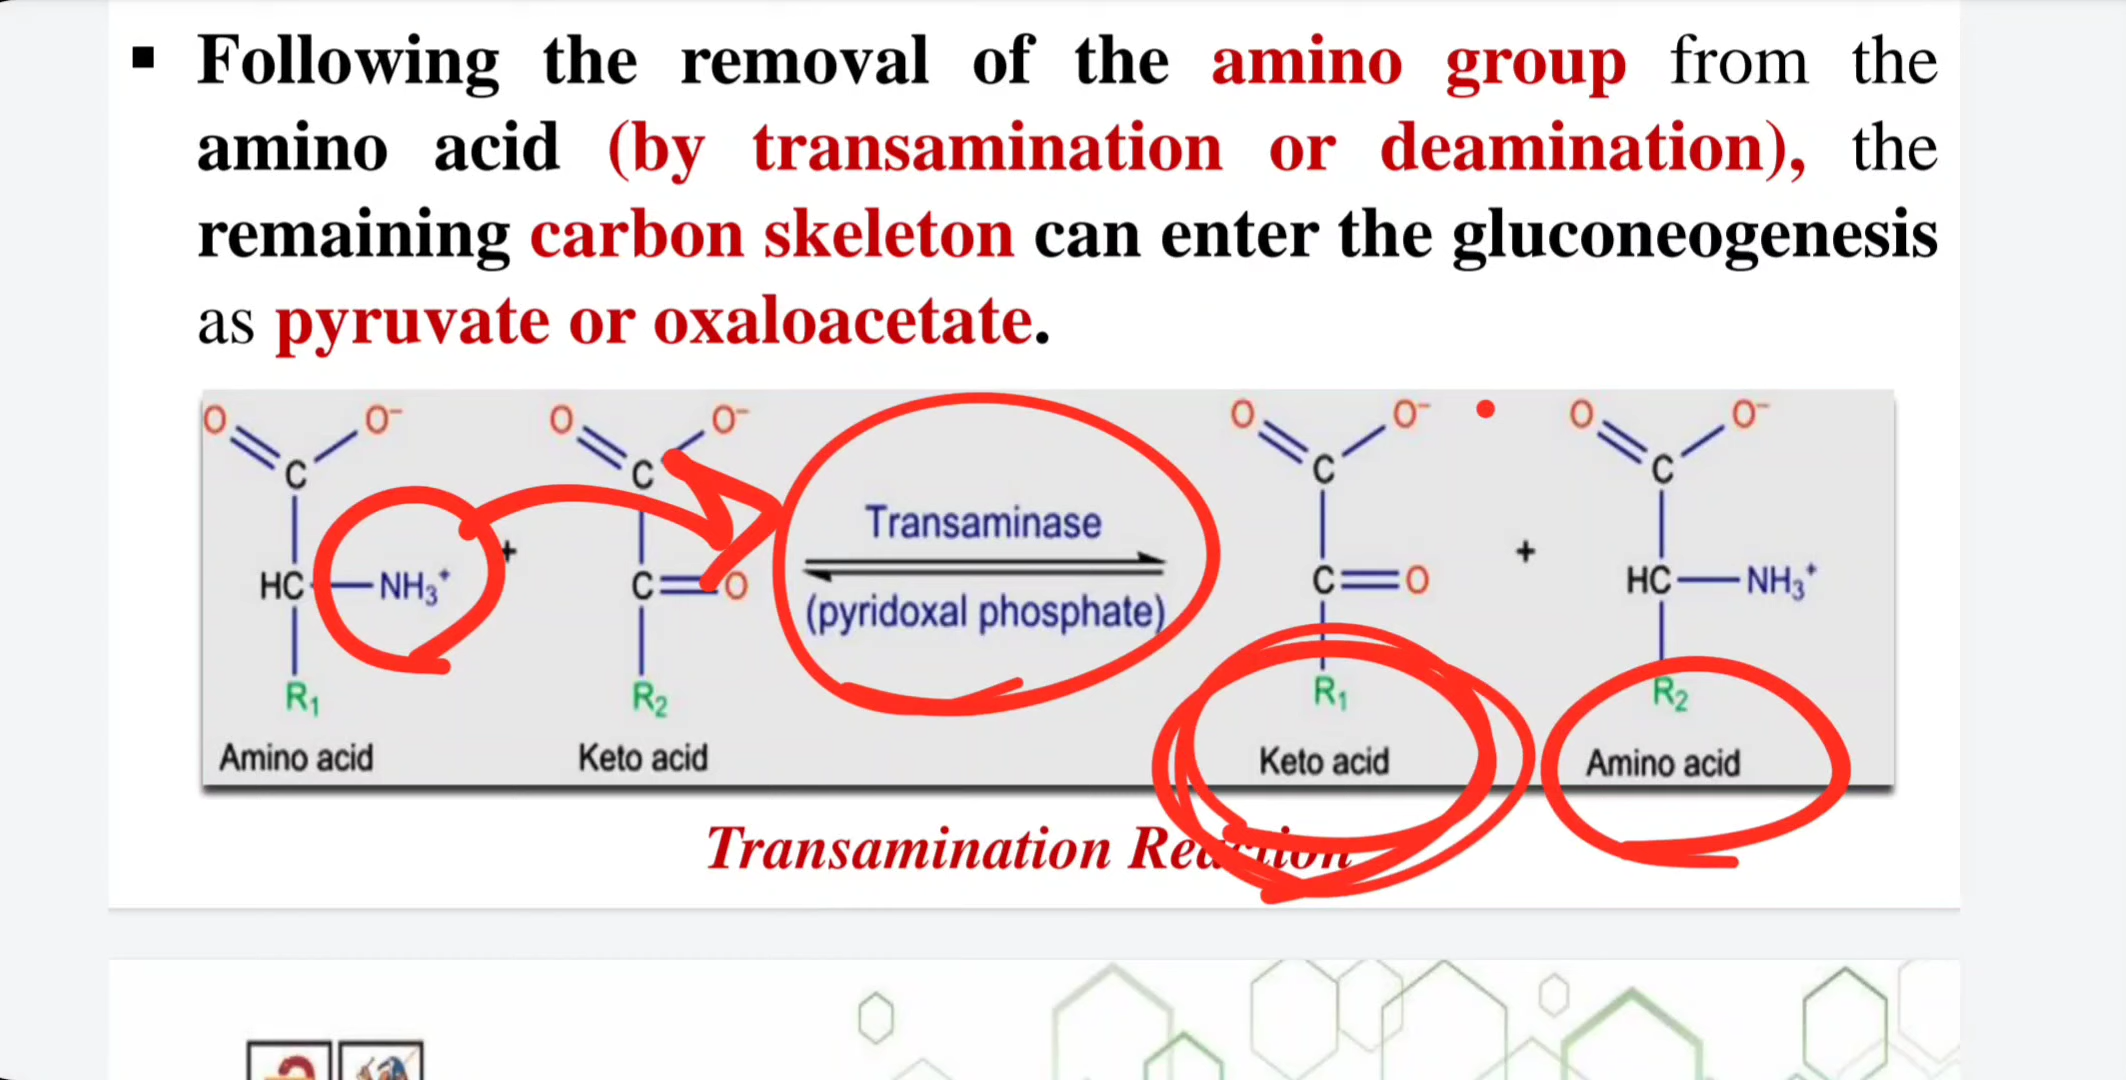 ▪ Following the removal of the amino group from the
amino acid (by transamination or deamination), the
remaining carbon skeleton can enter the gluconeogenesis
as pyruvate or oxaloacetate.
O O⁻ O O⁻ O O⁻ O O⁻
C C C C
Transaminase
HC—NH₃⁺ + C=O (pyridoxal phosphate) C=O + HC—NH₃⁺
R₁ R₂ R₁ R₂
Amino acid Keto acid Keto acid Amino acid
Transamination Reaction